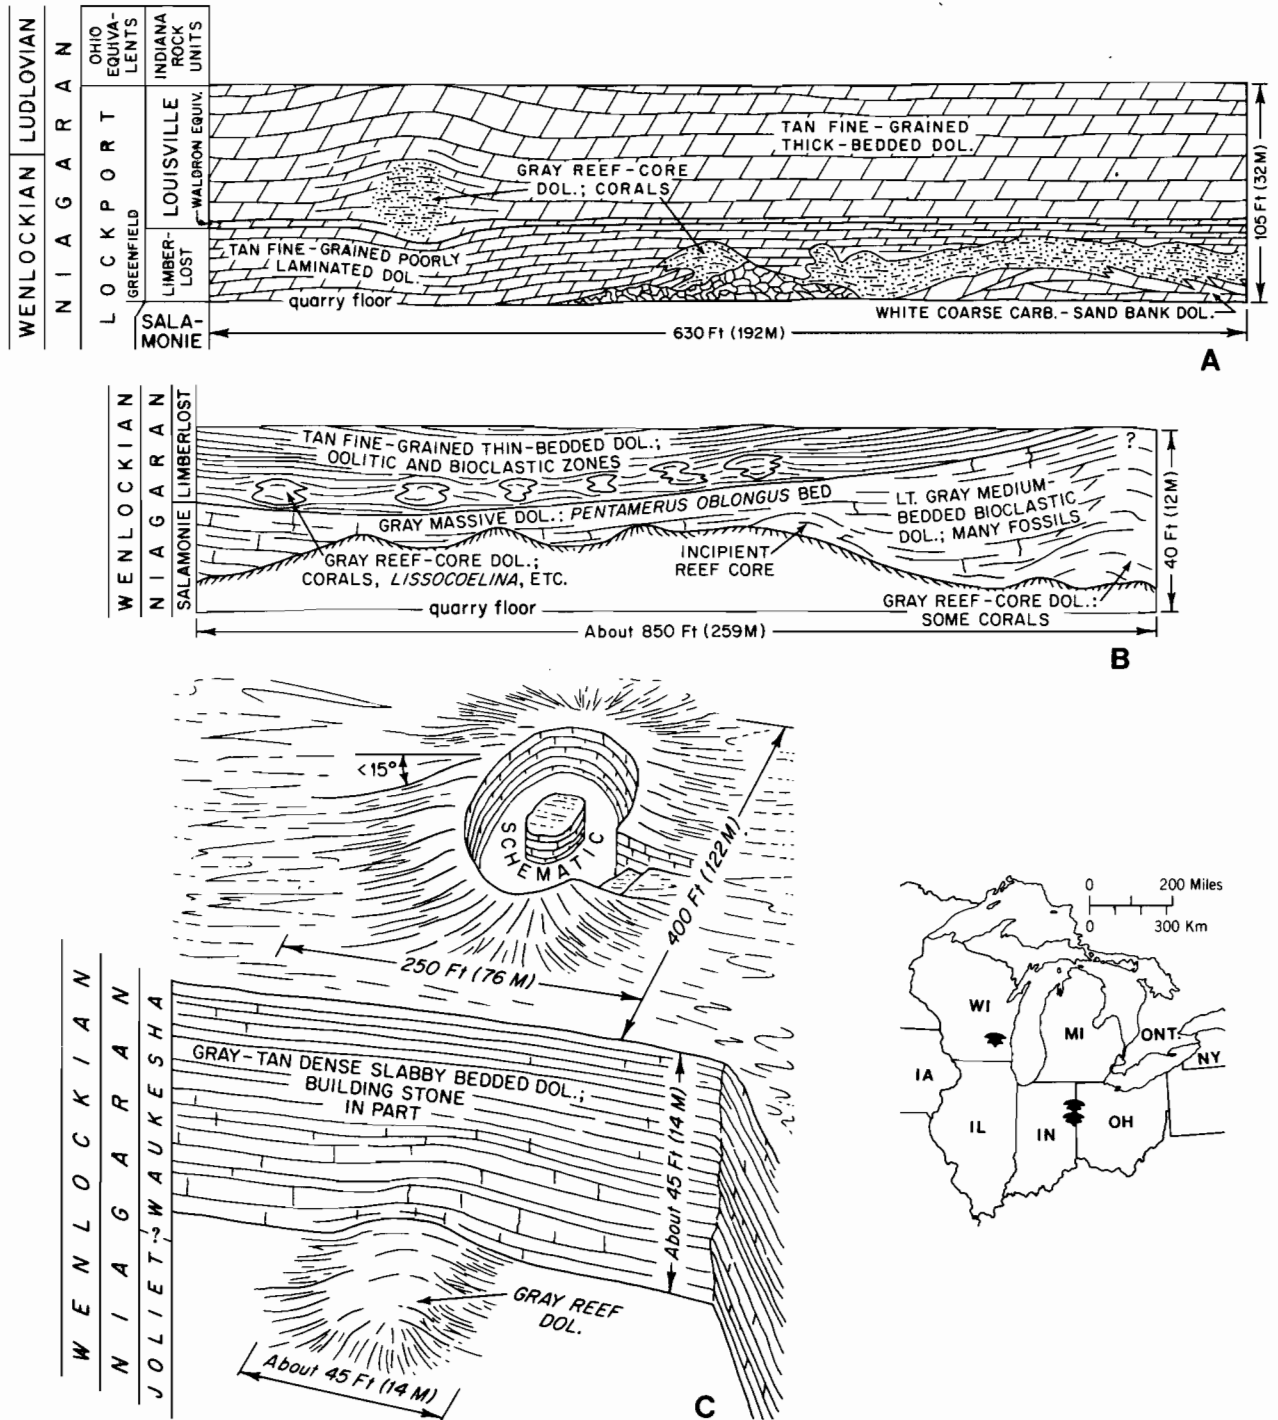 WENLOCKIAN LUDLOVIAN
NIAGARAN
OHIO
EQUIVA-
LENTS
INDIANA
ROCK
UNITS
LOCKPORT
GREENFIELD
LOUISVILLE
WALDRON EQUIV.
LIMBER-
LOST
SALA-
MONIE
TAN FINE-GRAINED
THICK-BEDDED DOL.
GRAY REEF-CORE
DOL.; CORALS
TAN FINE-GRAINED POORLY
LAMINATED DOL.
quarry floor
WHITE COARSE CARB.-SAND BANK DOL.
105 Ft (32M)
630 Ft (192M)
A
WENLOCKIAN
NIAGARAN
SALAMONIE LIMBERLOST
TAN FINE-GRAINED THIN-BEDDED DOL.;
OOLITIC AND BIOCLASTIC ZONES
?
GRAY MASSIVE DOL.; PENTAMERUS OBLONGUS BED
LT. GRAY MEDIUM-
BEDDED BIOCLASTIC
DOL.; MANY FOSSILS
GRAY REEF-CORE DOL.;
CORALS, LISSOCOELINA, ETC.
INCIPIENT
REEF CORE
GRAY REEF-CORE DOL.:
SOME CORALS
quarry floor
40 Ft (12M)
About 850 Ft (259M)
B
<15°
SCHEMATIC
400 Ft (122M)
250 Ft (76 M)
WENLOCKIAN
NIAGARAN
JOLIET-?-WAUKESHA
GRAY-TAN DENSE SLABBY BEDDED DOL.;
BUILDING STONE
IN PART
About 45 Ft (14 M)
GRAY REEF
DOL.
About 45 Ft (14 M)
C
0 200 Miles
0 300 Km
WI
MI
ONT.
NY
IA
IL
IN
OH